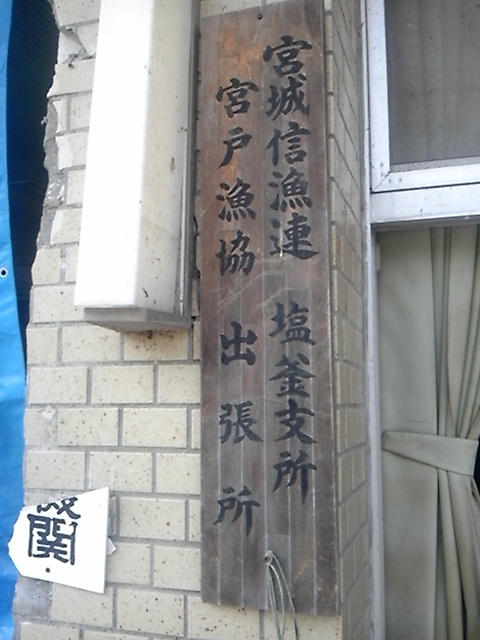 宮城信漁連 塩釜支所
宮戸漁協 出張所
関